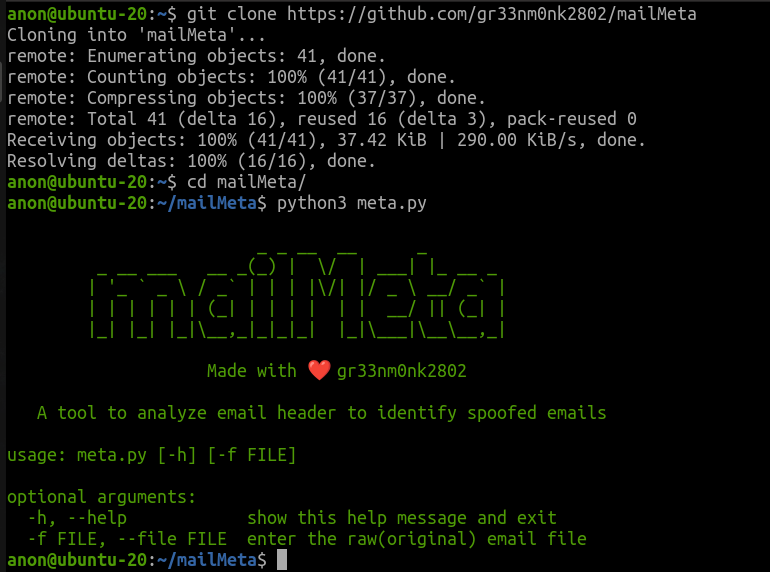 anon@ubuntu-20:~$ git clone https://github.com/gr33nm0nk2802/mailMeta
Cloning into 'mailMeta'...
remote: Enumerating objects: 41, done.
remote: Counting objects: 100% (41/41), done.
remote: Compressing objects: 100% (37/37), done.
remote: Total 41 (delta 16), reused 16 (delta 3), pack-reused 0
Receiving objects: 100% (41/41), 37.42 KiB | 290.00 KiB/s, done.
Resolving deltas: 100% (16/16), done.
anon@ubuntu-20:~$ cd mailMeta/
anon@ubuntu-20:~/mailMeta$ python3 meta.py
mailMeta
Made with ❤️ gr33nm0nk2802
A tool to analyze email header to identify spoofed emails
usage: meta.py [-h] [-f FILE]
optional arguments:
-h, --help show this help message and exit
-f FILE, --file FILE enter the raw(original) email file
anon@ubuntu-20:~/mailMeta$